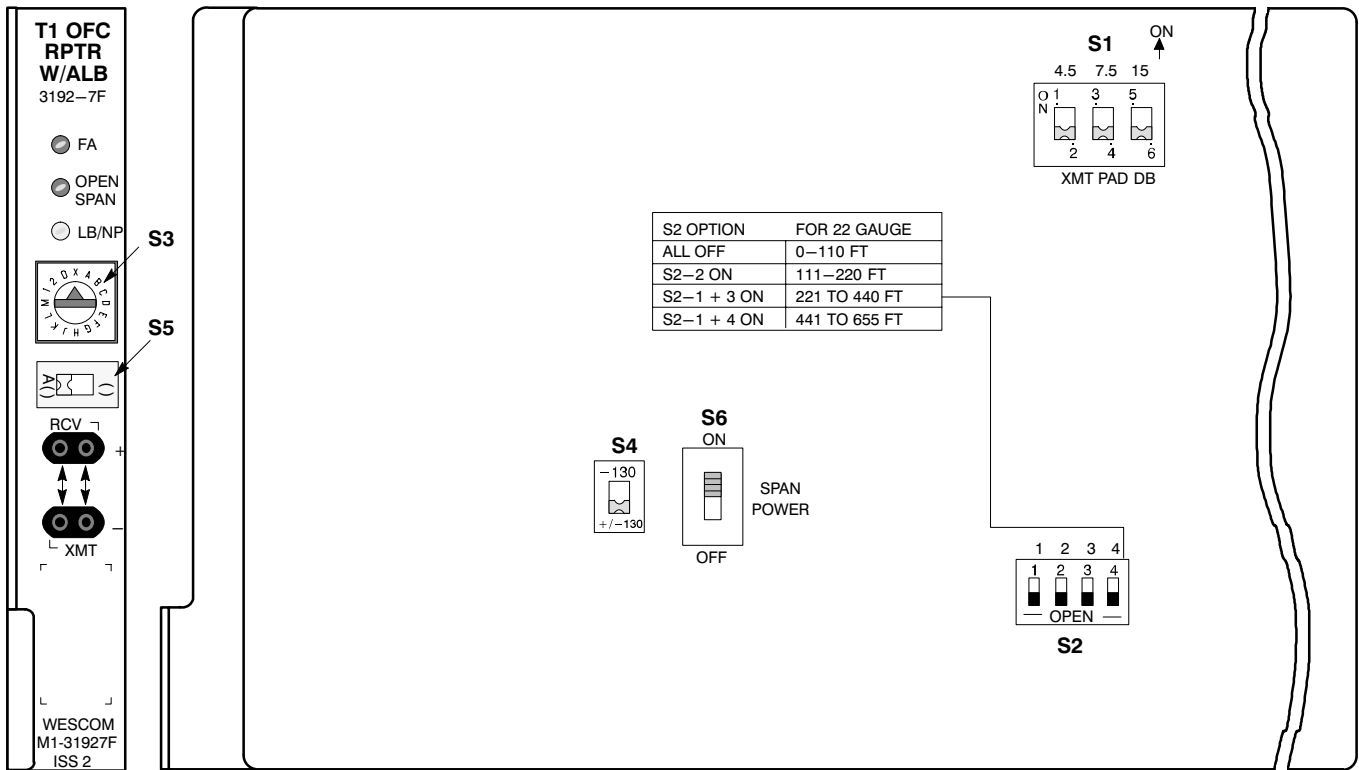 T1 OFC
RPTR
W/ALB
3192–7F
FA
OPEN
SPAN
LB/NP
S3
M 1 2 0 X A B C D E F G H J K L
S5
A() ()
RCV
+
–
XMT
WESCOM
M1-31927F
ISS 2
S1
ON
4.5 7.5 15
ON
1 3 5
2 4 6
XMT PAD DB
S2 OPTION FOR 22 GAUGE
ALL OFF 0–110 FT
S2–2 ON 111–220 FT
S2–1 + 3 ON 221 TO 440 FT
S2–1 + 4 ON 441 TO 655 FT
S4
–130
+/–130
S6
ON
SPAN
POWER
OFF
1 2 3 4
1 2 3 4
— OPEN —
S2